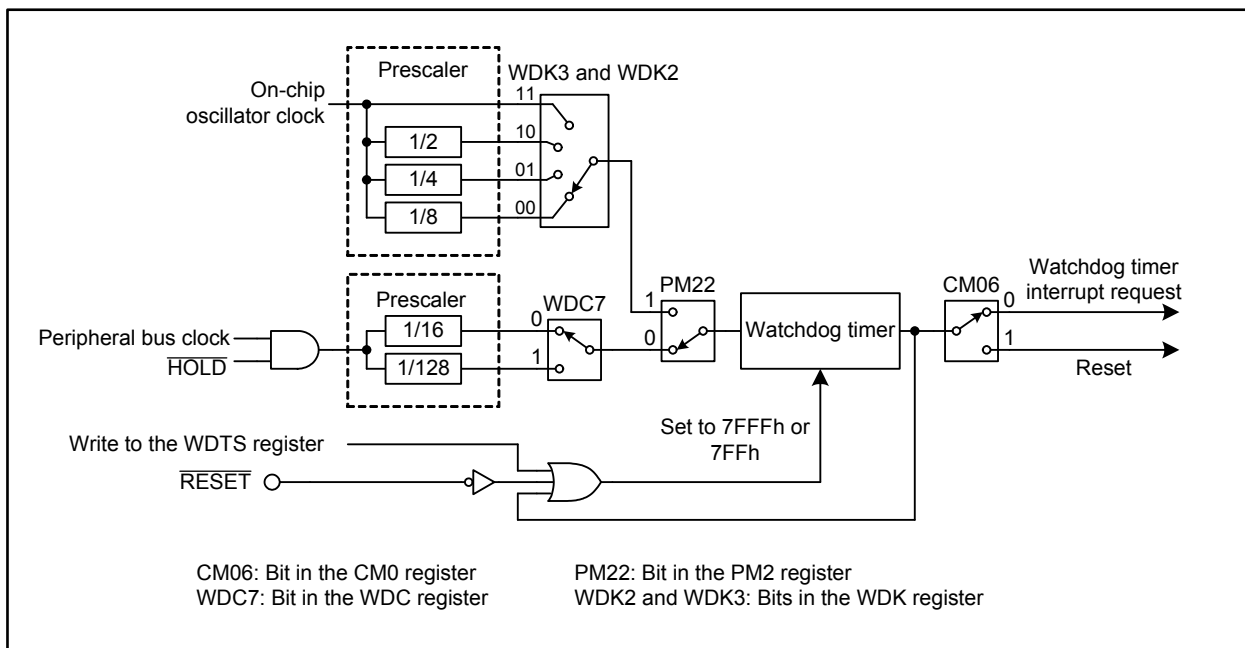 Prescaler
WDK3 and WDK2
On-chip
oscillator clock
11
1/2
10
1/4
01
1/8
00
Prescaler
WDC7
PM22
CM06
Watchdog timer
interrupt request
Peripheral bus clock
HOLD
1/16
0
1/128
1
1
0
Watchdog timer
0
1
Reset
Set to 7FFFh or
7FFh
Write to the WDTS register
RESET
CM06: Bit in the CM0 register
PM22: Bit in the PM2 register
WDC7: Bit in the WDC register
WDK2 and WDK3: Bits in the WDK register